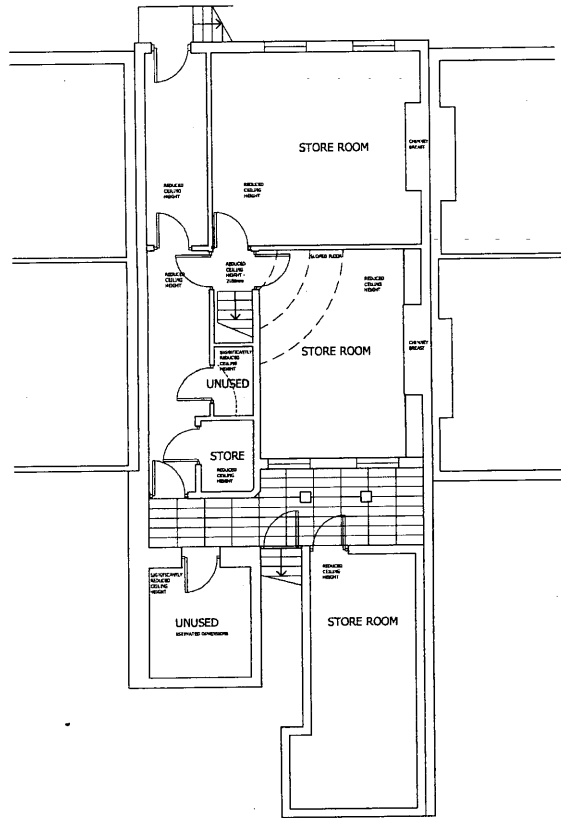 STORE ROOM
CHIMNEY
BREAST
REDUCED
CEILING
HEIGHT
REDUCED
CEILING
HEIGHT
REDUCED
CEILING
HEIGHT
REDUCED
CEILING
HEIGHT -
REDUCED
CEILING
HEIGHT
STORE ROOM
CHIMNEY
BREAST
SIGNIFICANTLY
REDUCED
CEILING
HEIGHT
UNUSED
STORE
REDUCED
CEILING
HEIGHT
SIGNIFICANTLY
REDUCED
CEILING
HEIGHT
REDUCED
CEILING
HEIGHT
UNUSED
ESTIMATED DIMENSIONS
STORE ROOM